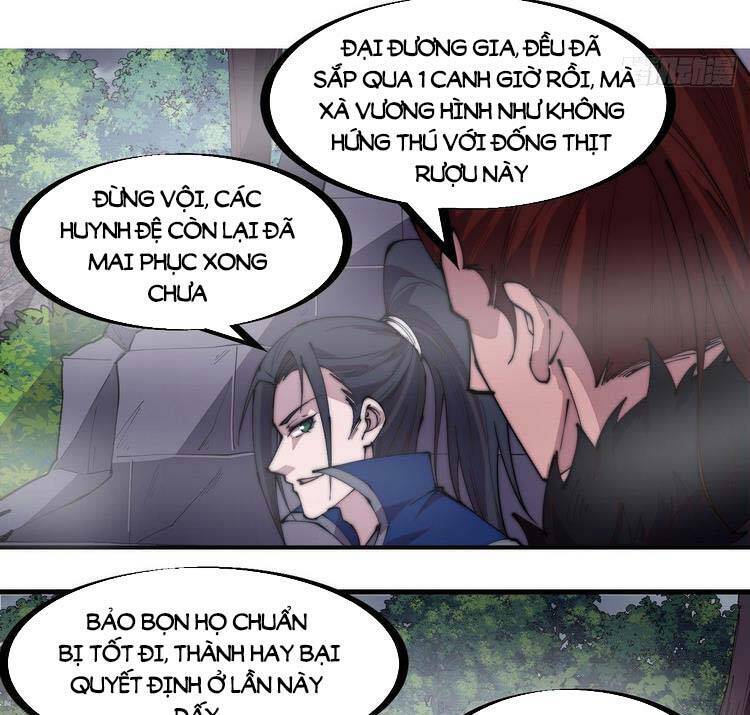 ĐẠI ĐƯƠNG GIA, ĐỀU ĐÃ
SẮP QUA 1 CANH GIỜ RỒI, MÀ
XÀ VƯƠNG HÌNH NHƯ KHÔNG
HỨNG THÚ VỚI ĐỐNG THỊT
RƯỢU NÀY
ĐỪNG VỘI, CÁC
HUYNH ĐỆ CÒN LẠI ĐÃ
MAI PHỤC XONG
CHƯA
BẢO BỌN HỌ CHUẨN
BỊ TỐT ĐI, THÀNH HAY BẠI
QUYẾT ĐỊNH Ở LẦN NÀY
ĐẤY